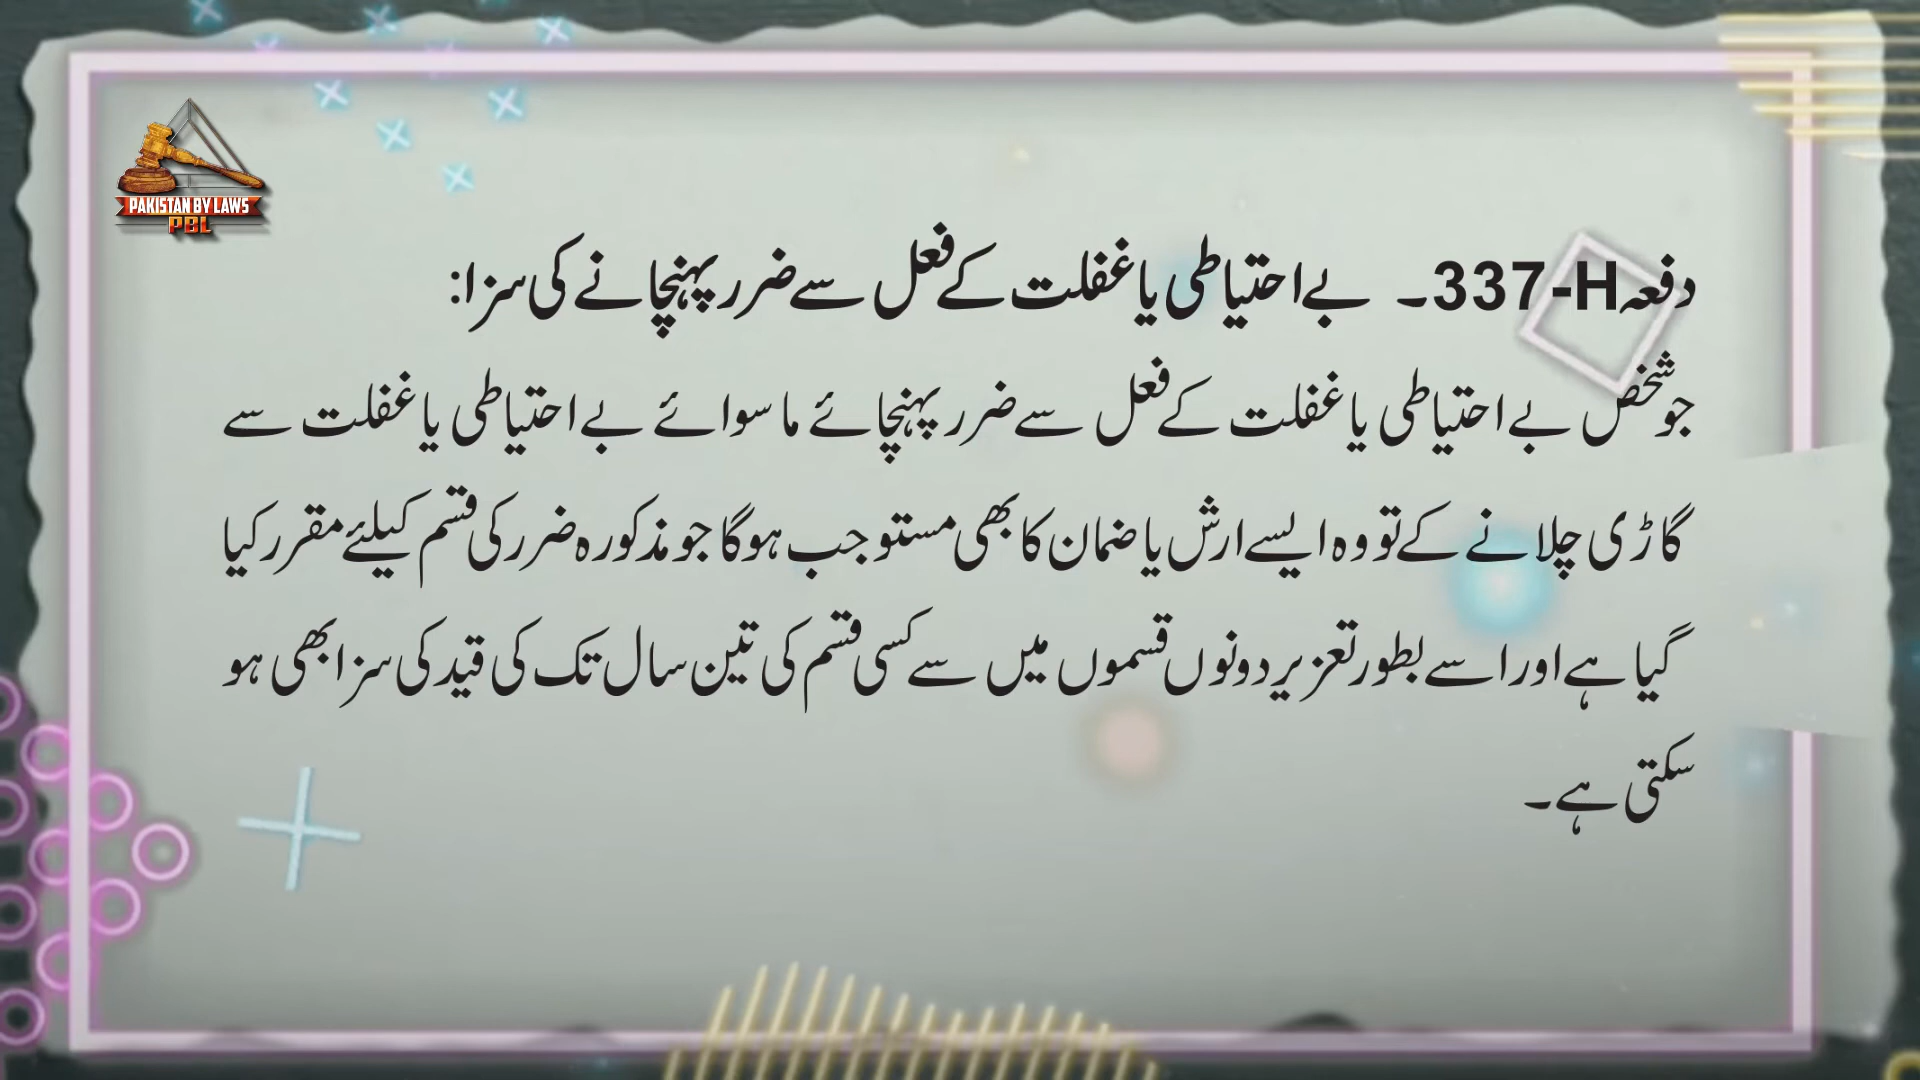 PAKISTAN BY LAWS
PBL
دفعہ 337-H۔ بے احتیاطی یا غفلت کے فعل سے ضرر پہنچانے کی سزا:
جو شخص بے احتیاطی یا غفلت کے فعل سے ضرر پہنچائے ما سوائے بے احتیاطی یا غفلت سے
گاڑی چلانے کے تو وہ ایسے ارش یا ضمان کا بھی مستوجب ہوگا جو مذکورہ ضرر کی قسم کیلئے مقرر کیا
گیا ہے اور اسے بطور تعزیر دونوں قسموں میں سے کسی قسم کی تین سال تک کی قید کی سزا بھی ہو
سکتی ہے۔